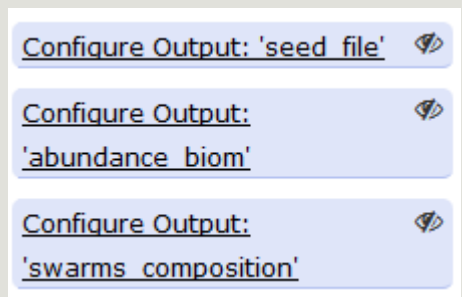 Configure Output: 'seed_file'
Configure Output:
'abundance_biom'
Configure Output:
'swarms_composition'